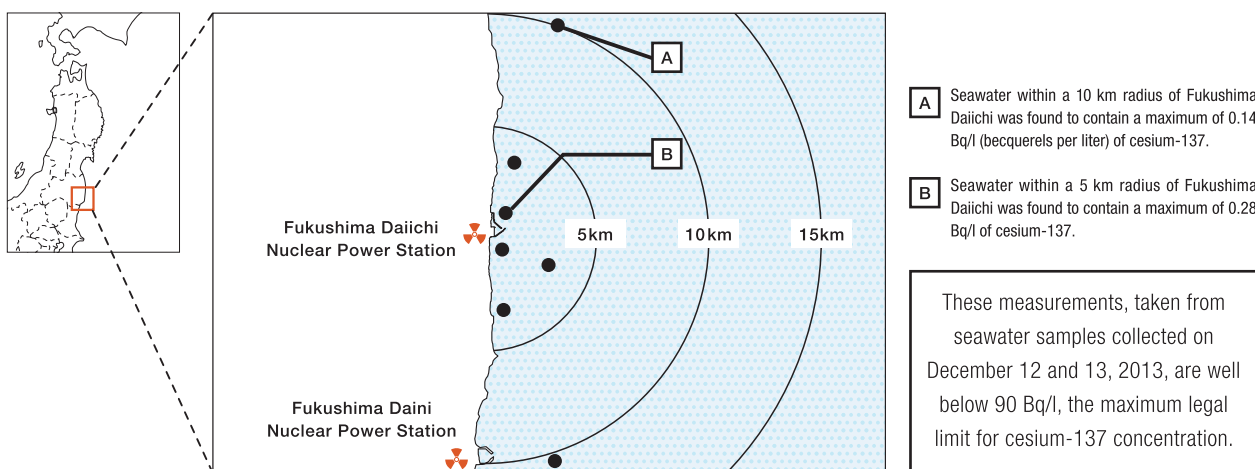 A
B
Fukushima Daiichi
Nuclear Power Station
5km
10km
15km
Fukushima Daini
Nuclear Power Station
A
Seawater within a 10 km radius of Fukushima
Daiichi was found to contain a maximum of 0.14
Bq/l (becquerels per liter) of cesium-137.
B
Seawater within a 5 km radius of Fukushima
Daiichi was found to contain a maximum of 0.28
Bq/l of cesium-137.
These measurements, taken from
seawater samples collected on
December 12 and 13, 2013, are well
below 90 Bq/l, the maximum legal
limit for cesium-137 concentration.